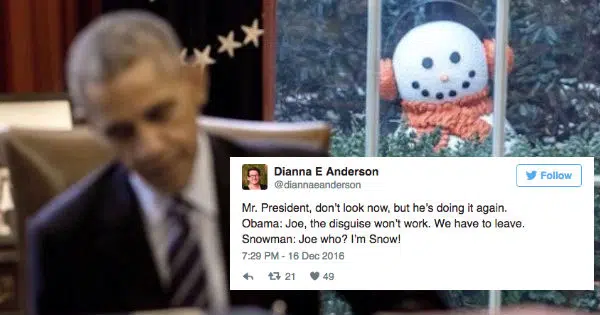 Dianna E Anderson
@diannaeanderson
Follow
Mr. President, don't look now, but he's doing it again.
Obama: Joe, the disguise won't work. We have to leave.
Snowman: Joe who? I'm Snow!
7:29 PM - 16 Dec 2016
21 49